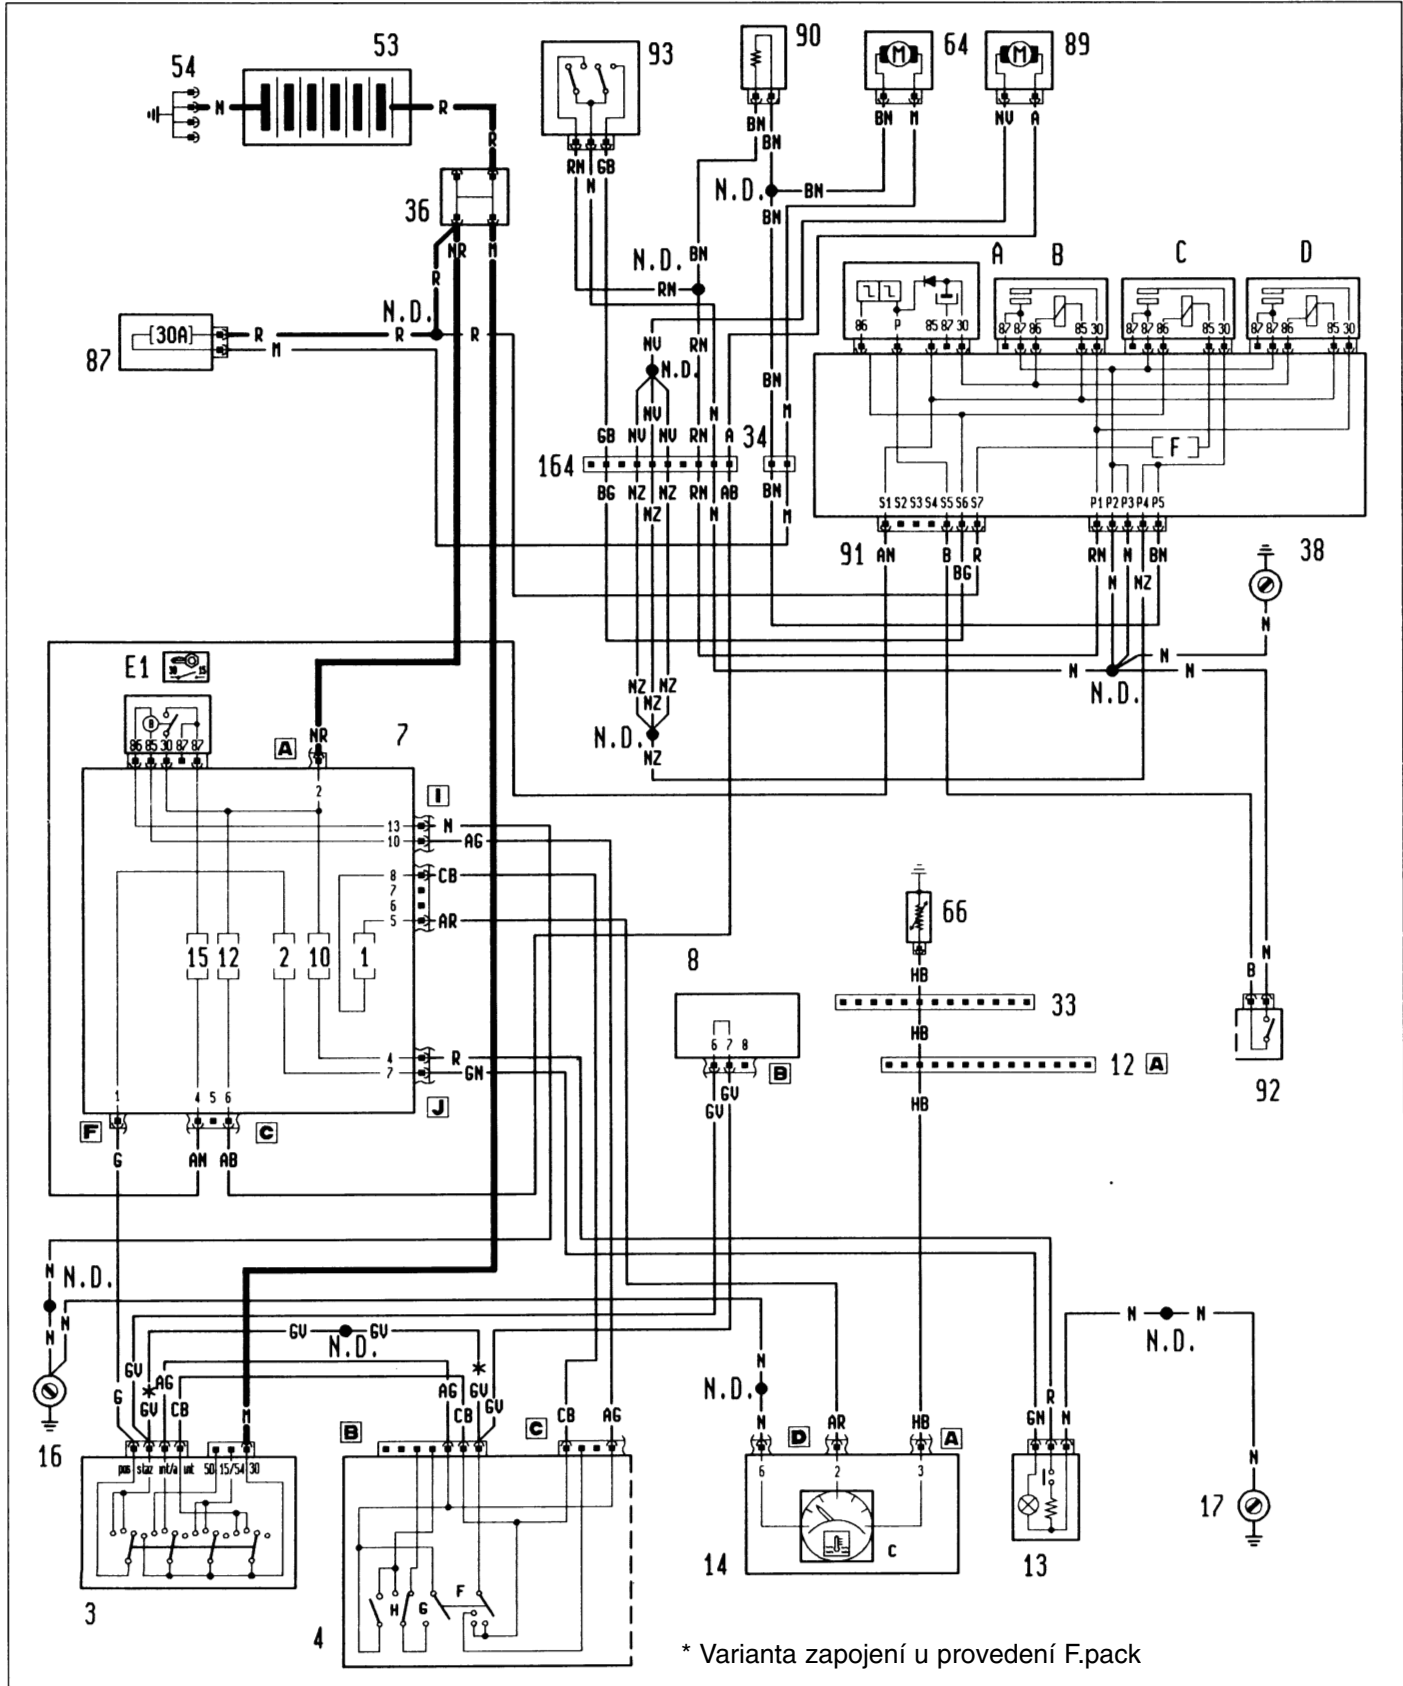 54
53
93
90
64
89
M
M
M
R
R
BN
BN
BN
M
NV
A
RN
GB
N
36
N.D.
BN
BN
NR
M
R
N.D.
BN
RN
A
B
C
D
86
P
85
87
30
87
87
86
85
30
87
87
86
85
30
87
87
86
85
30
87
[30A]
R
R
N.D.
R
M
NV
RN
N.D.
BN
NV
N
M
GB
NV
NV
RN
A
34
[F]
164
BG
NZ
NZ
RN
AB
BN
NZ
N
M
S1 S2 S3 S4 S5 S6 S7
P1 P2 P3 P4 P5
91
AN
B
R
BG
RN
N
BN
N
NZ
38
N
N
N
N
N.D.
E1
30
15
B
86
85
30
87
87
A
NR
7
NZ
NZ
NZ
N.D.
NZ
2
I
13
N
10
AG
8
CB
7
6
5
AR
15
12
2
10
1
4
R
7
GN
J
1
4
5
6
F
C
G
AN
AB
8
6
7
8
B
GV
GV
66
HB
33
HB
12
A
HB
B
N
92
N
N.D.
N
N
GV
GV
N.D.
GV
AG
G
GV
CB
M
AG
CB
GV
GV
CB
AG
16
pos
staz
int/a
int
50
15/54
30
3
B
C
H
G
F
4
N
N.D.
N
AR
HB
D
A
6
2
3
C
14
GN
R
N
13
N
N
N.D.
N
17
* Varianta zapojení u provedení F.pack